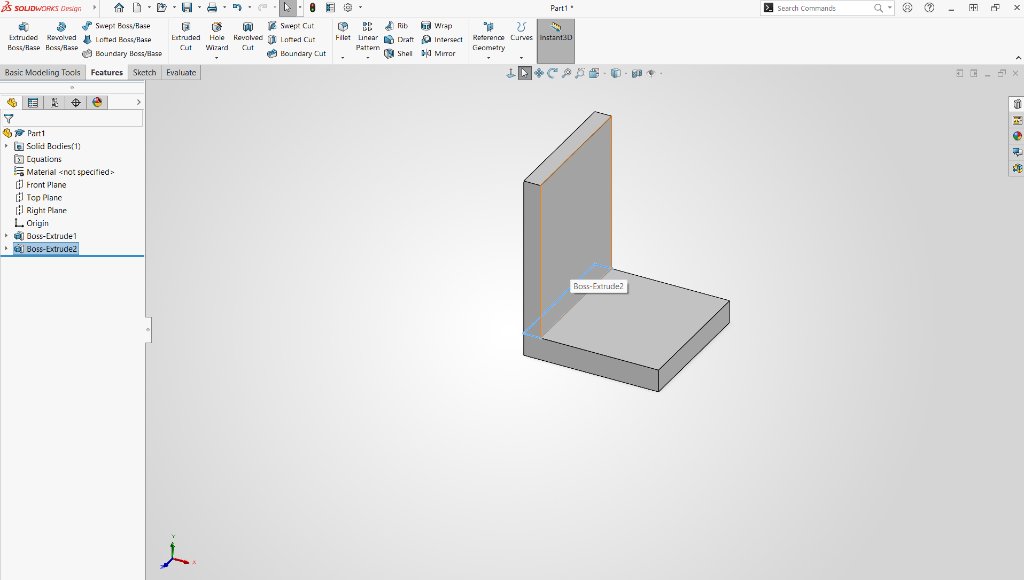 SOLIDWORKS Design
Part1 *
Search Commands
Extruded Boss/Base
Revolved Boss/Base
Swept Boss/Base
Lofted Boss/Base
Boundary Boss/Base
Extruded Cut
Hole Wizard
Revolved Cut
Swept Cut
Lofted Cut
Boundary Cut
Fillet
Linear Pattern
Rib
Draft
Shell
Wrap
Intersect
Mirror
Reference Geometry
Curves
Instant3D
Basic Modeling Tools
Features
Sketch
Evaluate
Part1
Solid Bodies(1)
Equations
Material <not specified>
Front Plane
Top Plane
Right Plane
Origin
Boss-Extrude1
Boss-Extrude2
Boss-Extrude2
Y
X
Z